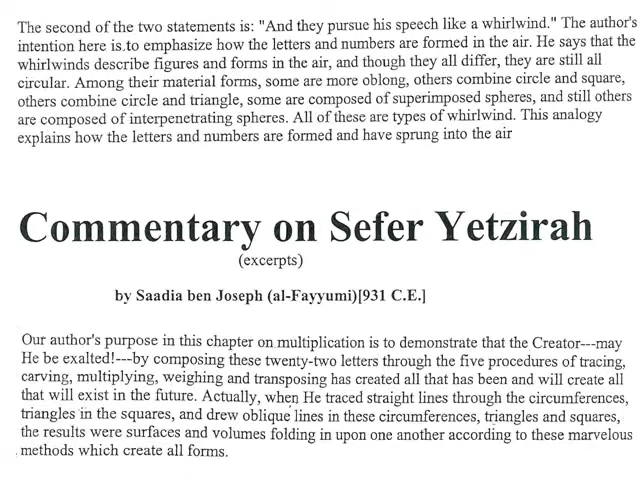 The second of the two statements is: "And they pursue his speech like a whirlwind." The author's
intention here is to emphasize how the letters and numbers are formed in the air. He says that the
whirlwinds describe figures and forms in the air, and though they all differ, they are still all
circular. Among their material forms, some are more oblong, others combine circle and square,
others combine circle and triangle, some are composed of superimposed spheres, and still others
are composed of interpenetrating spheres. All of these are types of whirlwind. This analogy
explains how the letters and numbers are formed and have sprung into the air
Commentary on Sefer Yetzirah
(excerpts)
by Saadia ben Joseph (al-Fayyumi)[931 C.E.]
Our author's purpose in this chapter on multiplication is to demonstrate that the Creator---may
He be exalted!---by composing these twenty-two letters through the five procedures of tracing,
carving, multiplying, weighing and transposing has created all that has been and will create all
that will exist in the future. Actually, when He traced straight lines through the circumferences,
triangles in the squares, and drew oblique lines in these circumferences, triangles and squares,
the results were surfaces and volumes folding in upon one another according to these marvelous
methods which create all forms.